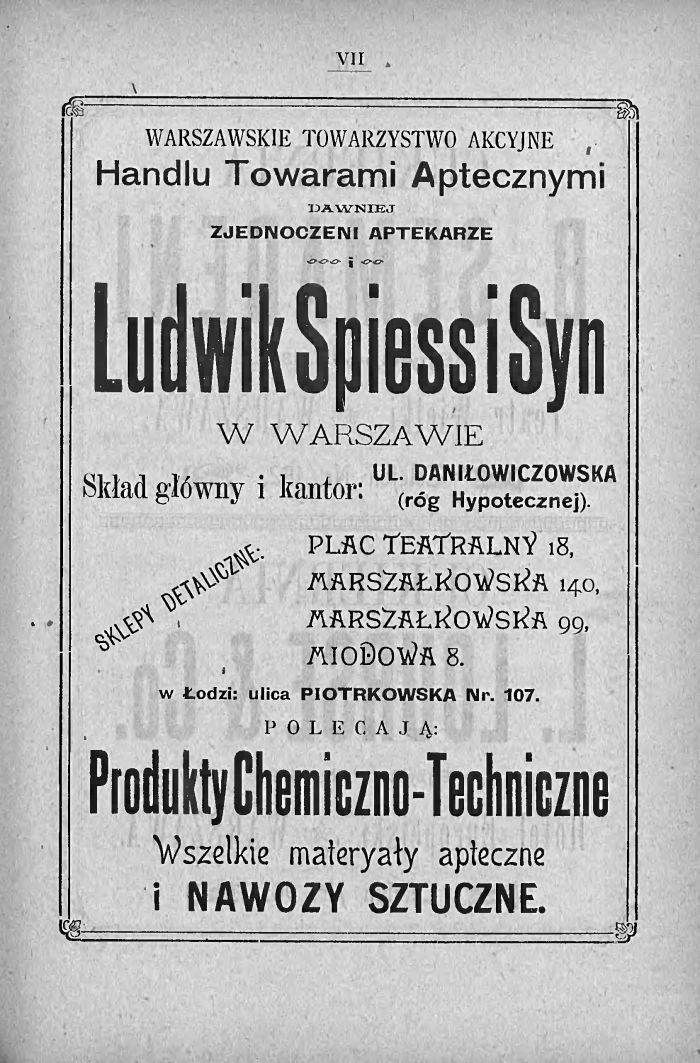 VII
WARSZAWSKIE TOWARZYSTWO AKCYJNE
Handlu Towarami Aptecznymi
DAWNIEJ
ZJEDNOCZENI APTEKARZE
i
Ludwik Spiess i Syn
W WARSZAWIE
Skład główny i kantor: UL. DANIŁOWICZOWSKA
(róg Hypotecznej).
SKLEPY DETALICZNE:
PLAC TEATRALNY 18,
MARSZAŁKOWSKA 140,
MARSZAŁKOWSKA 99,
MIODOWA 8.
w Łodzi: ulica PIOTRKOWSKA Nr. 107.
POLECAJĄ:
Produkty Chemiczno-Techniczne
Wszelkie materyały apteczne
i NAWOZY SZTUCZNE.